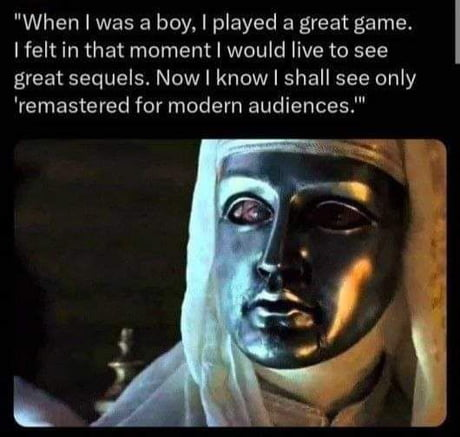 "When I was a boy, I played a great game.
I felt in that moment I would live to see
great sequels. Now I know I shall see only
'remastered for modern audiences.'"